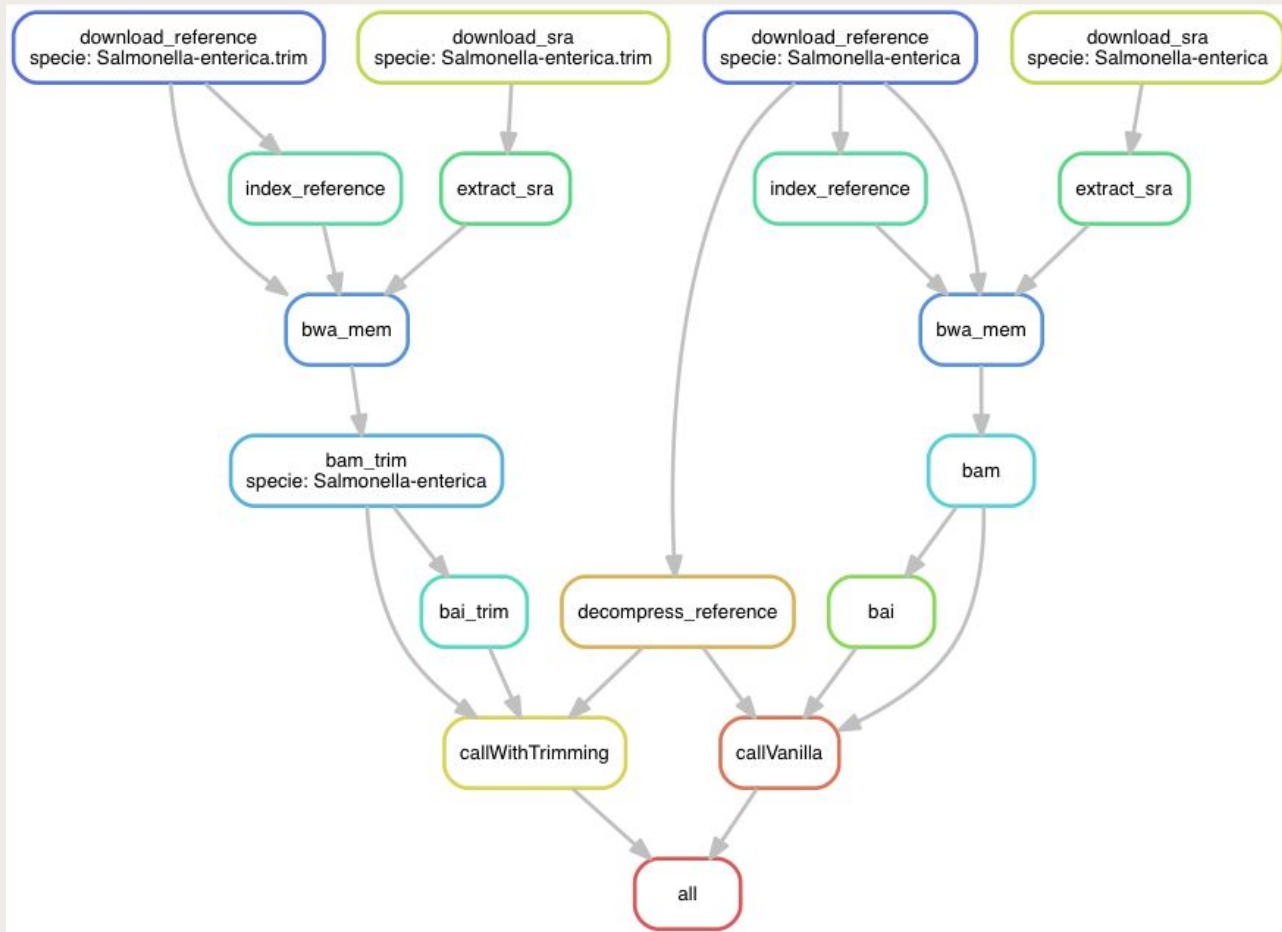 download_reference
specie: Salmonella-enterica.trim
download_sra
specie: Salmonella-enterica.trim
download_reference
specie: Salmonella-enterica
download_sra
specie: Salmonella-enterica
index_reference
extract_sra
index_reference
extract_sra
bwa_mem
bwa_mem
bam_trim
specie: Salmonella-enterica
bam
bai_trim
decompress_reference
bai
callWithTrimming
callVanilla
all